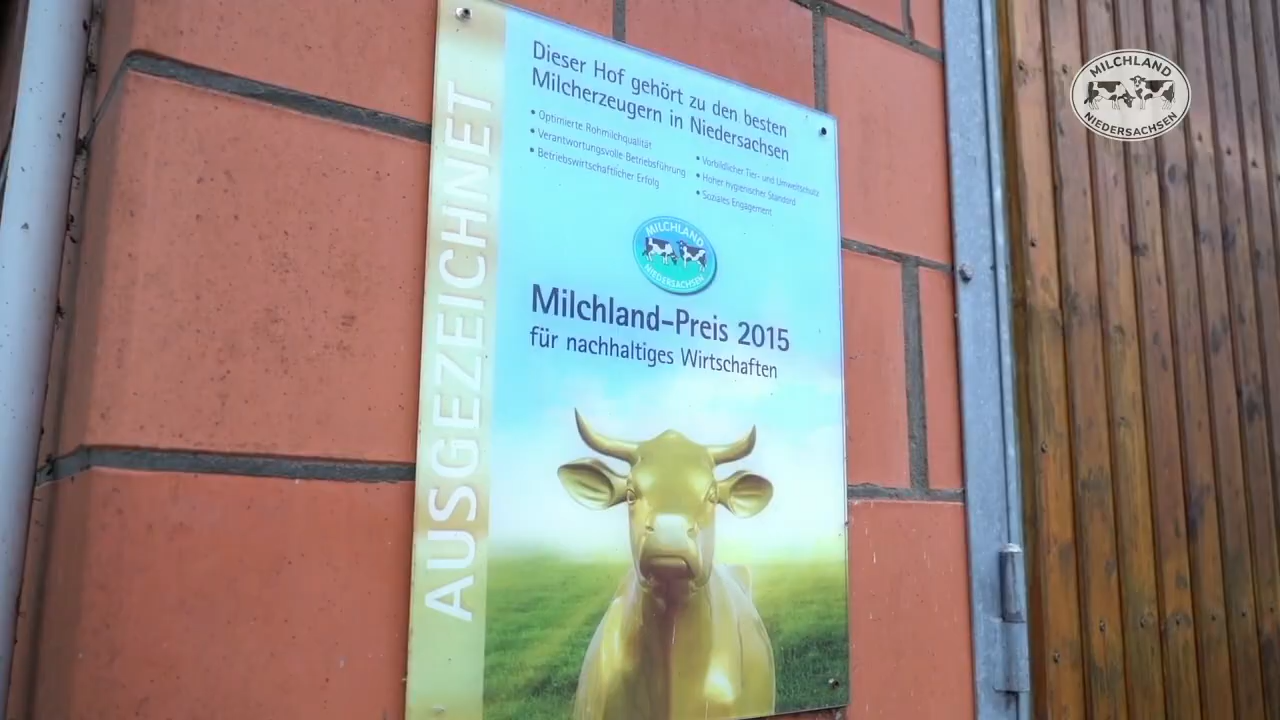 AUSGEZEICHNET
Dieser Hof gehört zu den besten
Milcherzeugern in Niedersachsen
• Optimierte Rohmilchqualität
• Verantwortungsvolle Betriebsführung
• Betriebswirtschaftlicher Erfolg
• Vorbildlicher Tier- und Umweltschutz
• Hoher hygienischer Standard
• Soziales Engagement
MILCHLAND
NIEDERSACHSEN
Milchland-Preis 2015
für nachhaltiges Wirtschaften
MILCHLAND
NIEDERSACHSEN